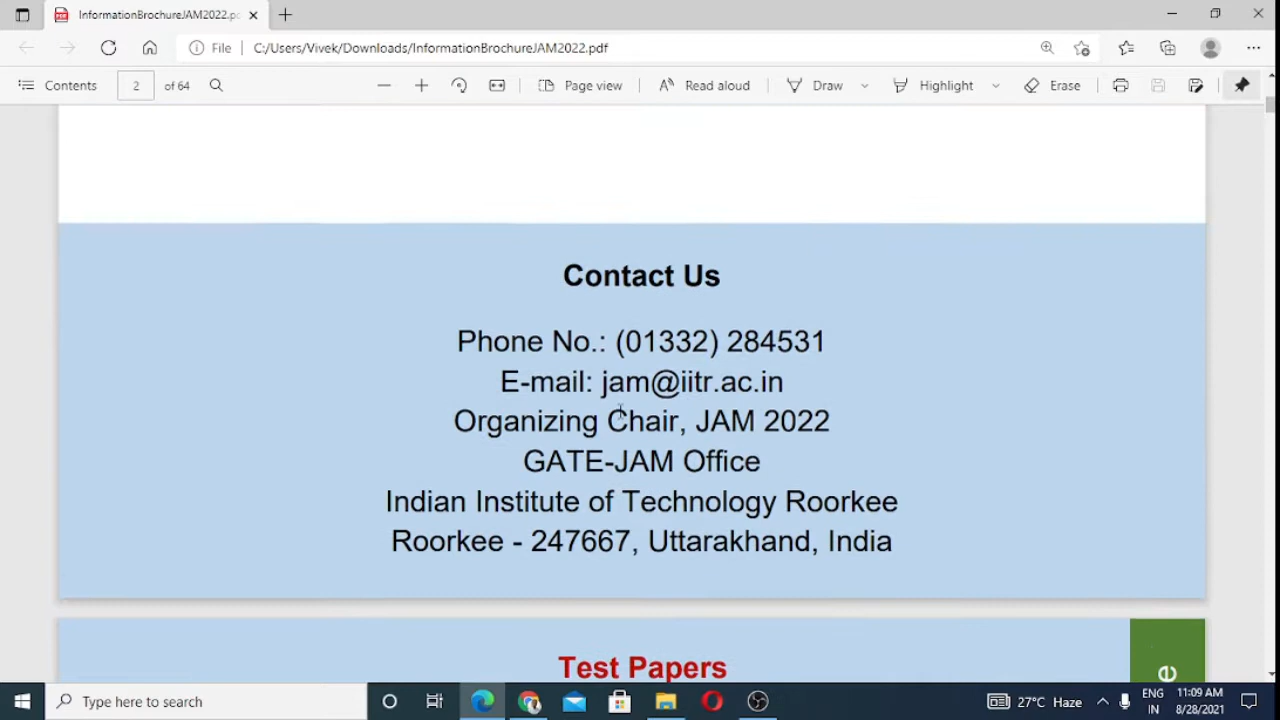 InformationBrochureJAM2022.pdf
File
C:/Users/Vivek/Downloads/InformationBrochureJAM2022.pdf
Contents
2
of 64
Page view
Read aloud
Draw
Highlight
Erase
Contact Us
Phone No.: (01332) 284531
E-mail: jam@iitr.ac.in
Organizing Chair, JAM 2022
GATE-JAM Office
Indian Institute of Technology Roorkee
Roorkee - 247667, Uttarakhand, India
Test Papers
e
Type here to search
27°C Haze
ENG
IN
11:09 AM
8/28/2021